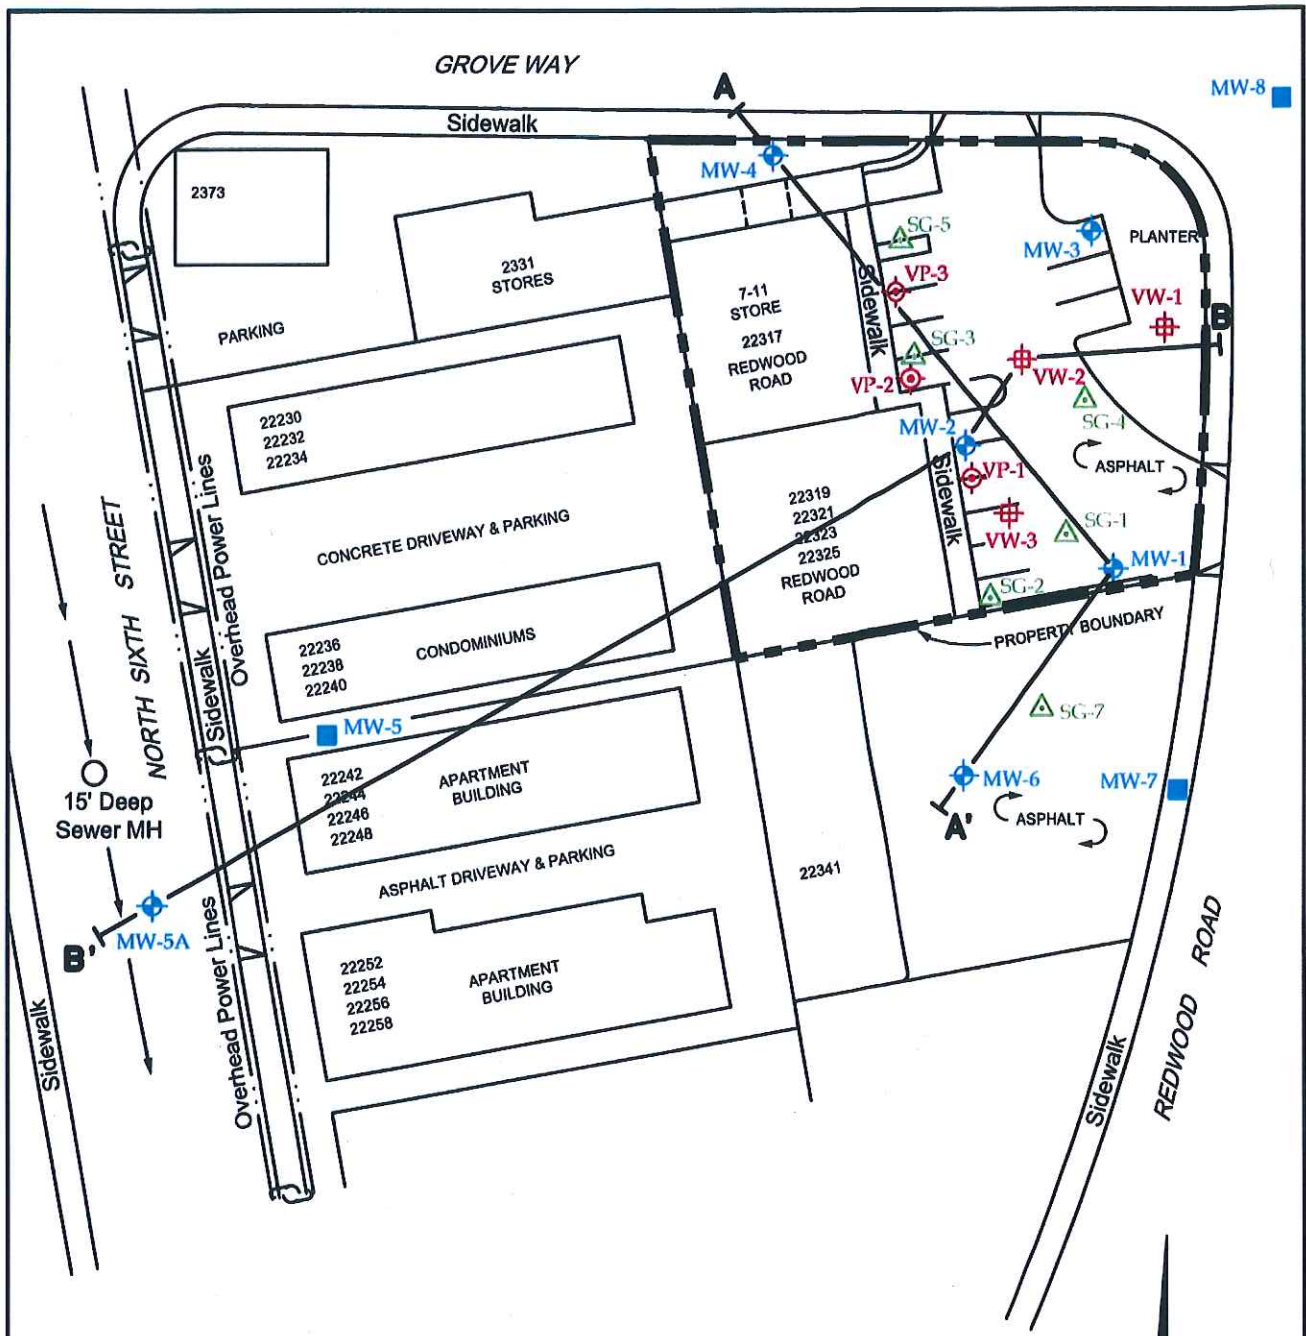 GROVE WAY
A
MW-8
Sidewalk
MW-4
2373
SG-5
MW-3
PLANTER
2331
STORES
VP-3
7-11
STORE
22317
REDWOOD
ROAD
Sidewalk
VW-1
B
PARKING
SG-3
VP-2
VW-2
SG-4
22230
22232
22234
MW-2
ASPHALT
Sidewalk
VP-1
22319
22321
22323
22325
REDWOOD
ROAD
VW-3
SG-1
MW-1
SG-2
Overhead Power Lines
CONCRETE DRIVEWAY & PARKING
NORTH SIXTH STREET
PROPERTY BOUNDARY
22236
22238
22240
CONDOMINIUMS
Sidewalk
SG-7
MW-5
22242
22244
22246
22248
APARTMENT
BUILDING
15' Deep
Sewer MH
MW-6
MW-7
A'
ASPHALT
ASPHALT DRIVEWAY & PARKING
22341
MW-5A
B'
Overhead Power Lines
22252
22254
22256
22258
APARTMENT
BUILDING
REDWOOD ROAD
Sidewalk
Sidewalk